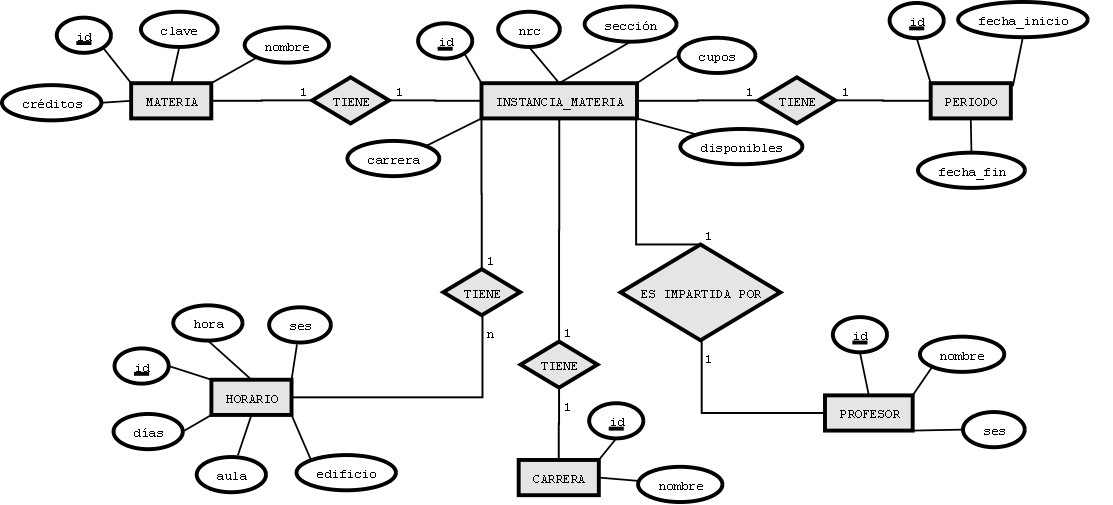 id
clave
nombre
créditos
MATERIA
1
TIENE
1
id
nrc
sección
cupos
INSTANCIA_MATERIA
carrera
disponibles
1
TIENE
1
id
fecha_inicio
PERIODO
fecha_fin
1
TIENE
n
1
TIENE
1
1
ES IMPARTIDA POR
1
hora
ses
id
HORARIO
días
aula
edificio
id
CARRERA
nombre
id
nombre
PROFESOR
ses